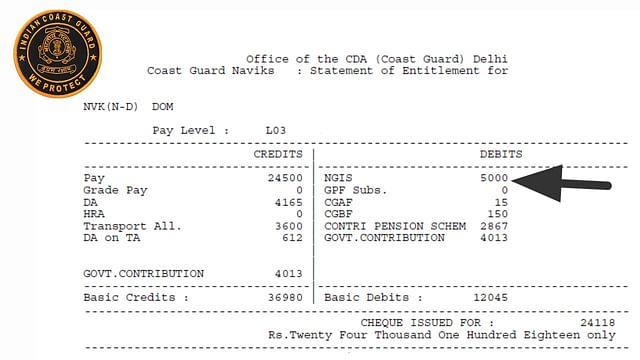 INDIAN COAST GUARD
WE PROTECT
Office of the CDA (Coast Guard) Delhi
Coast Guard Naviks : Statement of Entitlement for
NVK(N-D) DOM
Pay Level : L03
CREDITS | DEBITS
Pay 24500 | NGIS 5000
Grade Pay 0 | GPF Subs. 0
DA 4165 | CGAF 15
HRA 0 | CGBF 150
Transport All. 3600 | CONTRI PENSION SCHEM 2867
DA on TA 612 | GOVT.CONTRIBUTION 4013
GOVT.CONTRIBUTION 4013
Basic Credits : 36980 | Basic Debits : 12045
CHEQUE ISSUED FOR : 24118
Rs.Twenty Four Thousand One Hundred Eighteen only